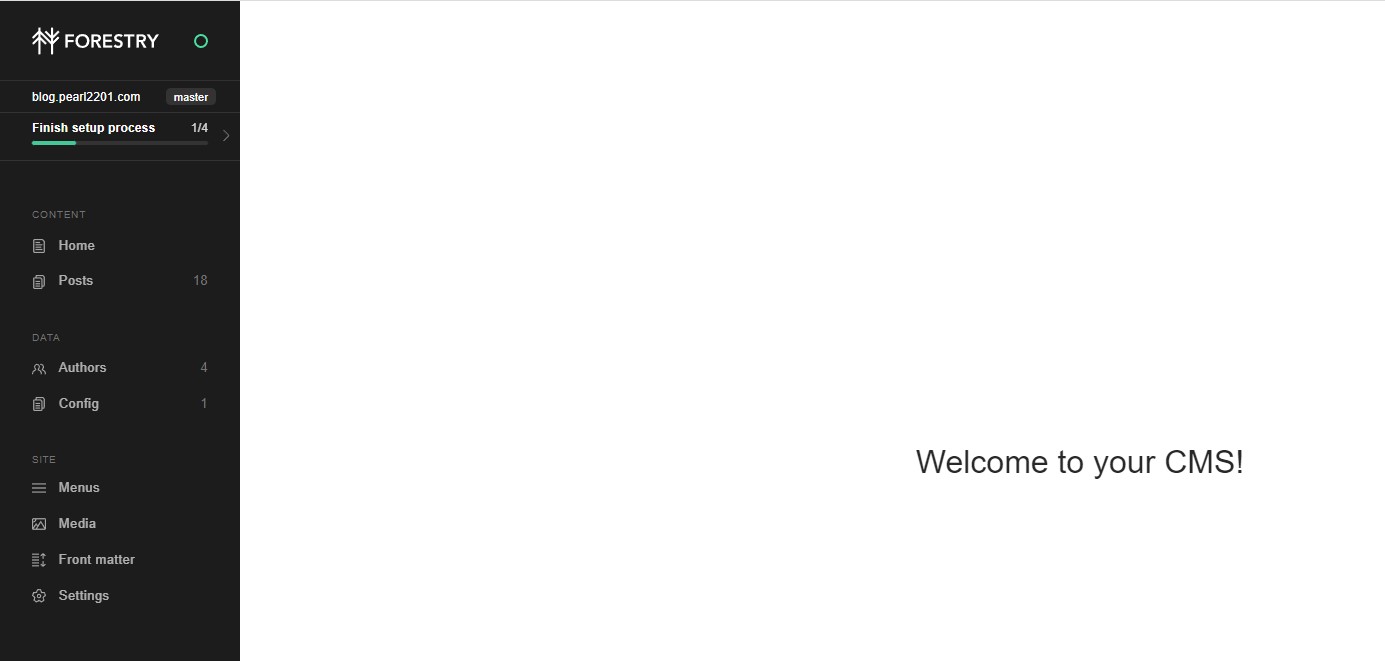 FORESTRY
blog.pearl2201.com master
Finish setup process 1/4
CONTENT
Home
Posts 18
DATA
Authors 4
Config 1
SITE
Menus
Media
Front matter
Settings
Welcome to your CMS!